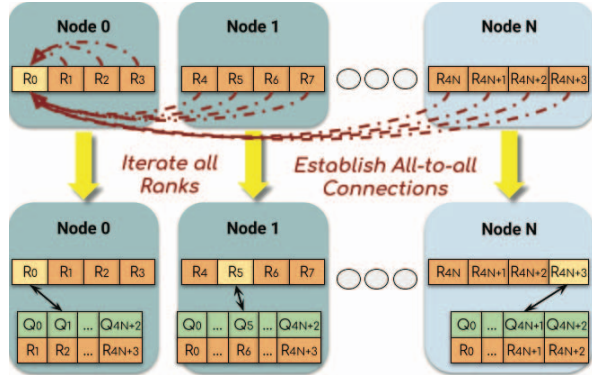 Node 0 Node 1 Node N
R0 R1 R2 R3 R4 R5 R6 R7 R4N R4N+1 R4N+2 R4N+3
Iterate all Ranks
Establish All-to-all Connections
Node 0 Node 1 Node N
R0 R1 R2 R3 R4 R5 R6 R7 R4N R4N+1 R4N+2 R4N+3
Q0 Q1 ... Q4N+2 Q0 ... Q5 Q4N+2 Q0 ... Q4N+1 Q4N+2
R1 R2 ... R4N+3 R0 ... R6 R4N+3 R0 ... R4N+1 R4N+2